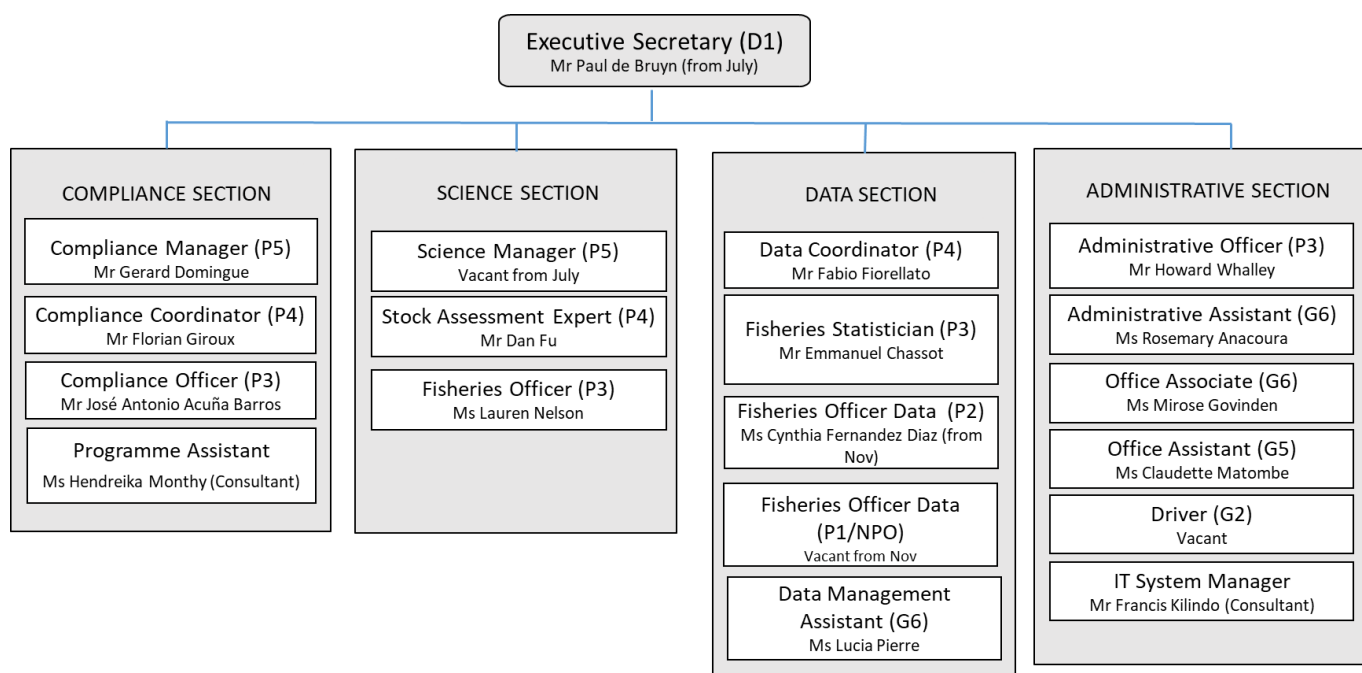 Executive Secretary (D1)
Mr Paul de Bruyn (from July)
COMPLIANCE SECTION
Compliance Manager (P5)
Mr Gerard Domingue
Compliance Coordinator (P4)
Mr Florian Giroux
Compliance Officer (P3)
Mr José Antonio Acuña Barros
Programme Assistant
Ms Hendreika Monthy (Consultant)
SCIENCE SECTION
Science Manager (P5)
Vacant from July
Stock Assessment Expert (P4)
Mr Dan Fu
Fisheries Officer (P3)
Ms Lauren Nelson
DATA SECTION
Data Coordinator (P4)
Mr Fabio Fiorellato
Fisheries Statistician (P3)
Mr Emmanuel Chassot
Fisheries Officer Data (P2)
Ms Cynthia Fernandez Diaz (from
Nov)
Fisheries Officer Data
(P1/NPO)
Vacant from Nov
Data Management
Assistant (G6)
Ms Lucia Pierre
ADMINISTRATIVE SECTION
Administrative Officer (P3)
Mr Howard Whalley
Administrative Assistant (G6)
Ms Rosemary Anacoura
Office Associate (G6)
Ms Mirose Govinden
Office Assistant (G5)
Ms Claudette Matombe
Driver (G2)
Vacant
IT System Manager
Mr Francis Kilindo (Consultant)